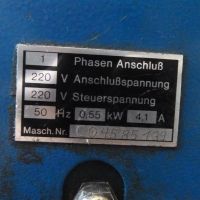 1 Phasen Anschluß
220 V Anschlußspannung
220 V Steuerspannung
50 Hz 0,55 kW 4,1 A
Masch. Nr.